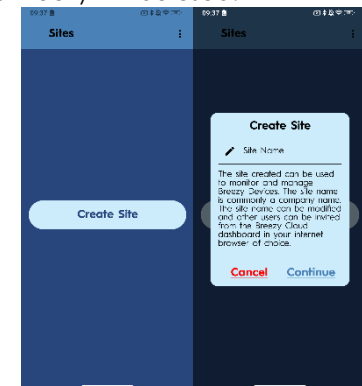 09:37
Sites
Create Site
09:37
Sites
Create Site
Site Name
The site created can be used
to monitor and manage
Breezy Devices. The site name
is commonly a company name.
The site name can be modified
and other users can be invited
from the Breezy Cloud
dashboard in your internet
browser of choice.
Cancel Continue